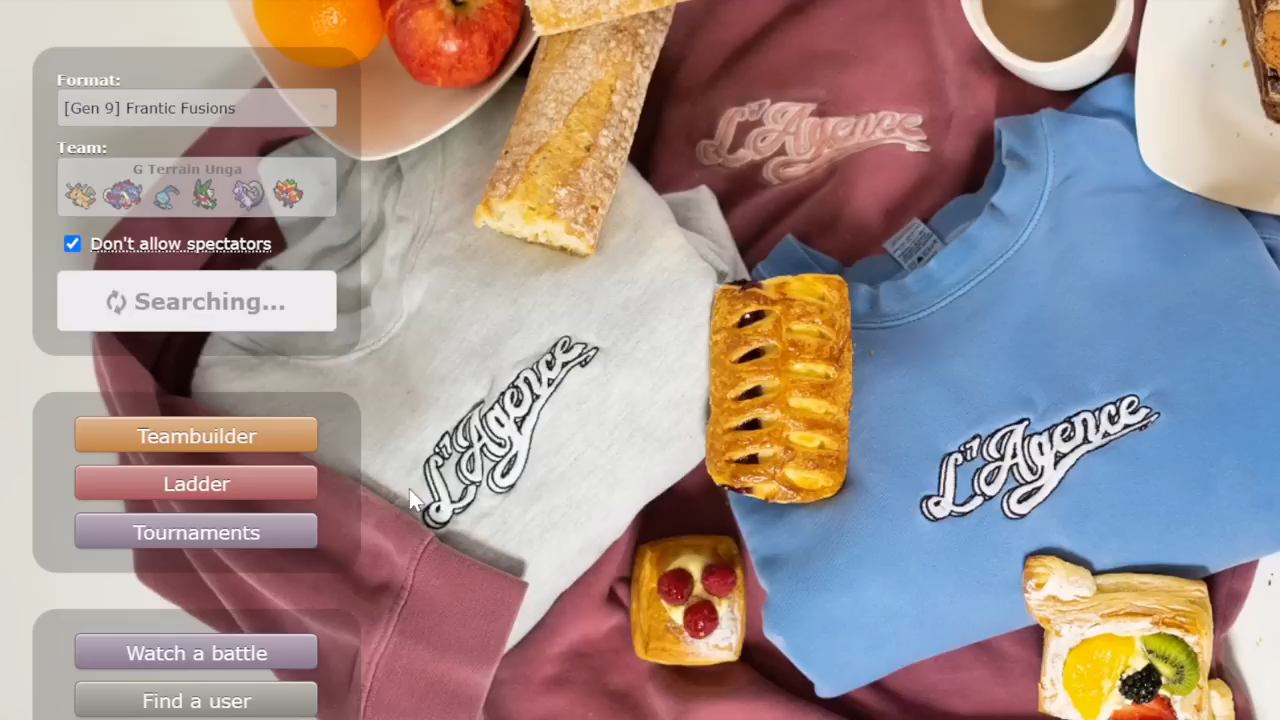 Format:
[Gen 9] Frantic Fusions
Team:
G Terrain Unga
Don't allow spectators
Searching...
Teambuilder
Ladder
Tournaments
Watch a battle
Find a user
L'Agence
L'Agence
L'Agence